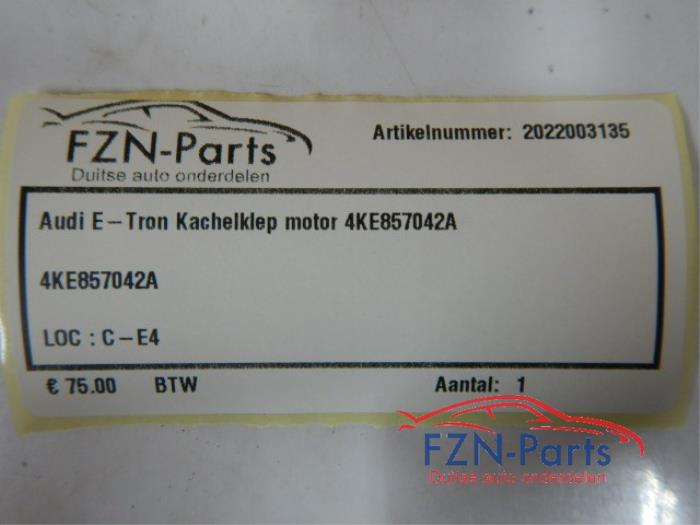 FZN-Parts
Duitse auto onderdelen
Artikelnummer: 2022003135
Audi E-Tron Kachelklep motor 4KE857042A
4KE857042A
LOC : C-E4
€ 75.00 BTW Aantal: 1
FZN-Parts
Duitse auto onderdelen